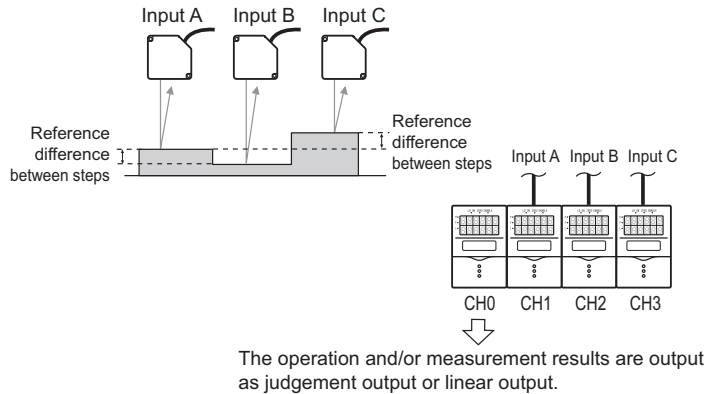 Input A Input B Input C
Reference
difference
between steps
Reference
difference
between steps
Input A Input B Input C
CH0 CH1 CH2 CH3
The operation and/or measurement results are output
as judgement output or linear output.